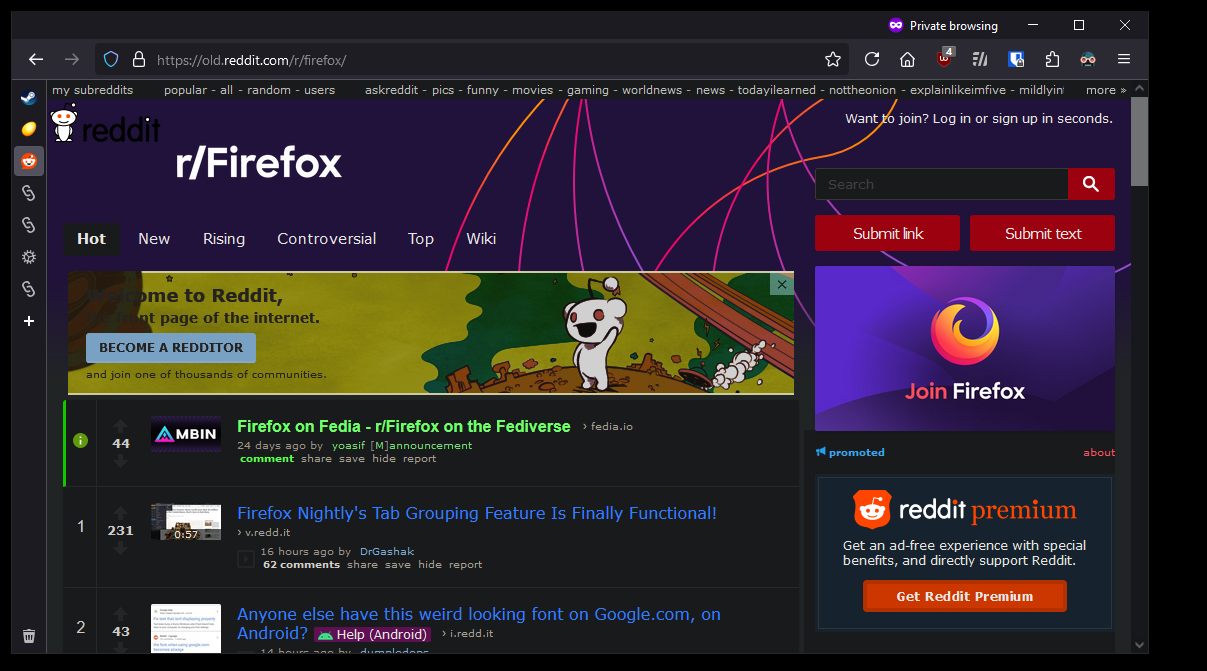 Private browsing
https://old.reddit.com/r/firefox/
4
my subreddits popular - all - random - users askreddit - pics - funny - movies - gaming - worldnews - news - todayilearned - nottheonion - explainlikeimfive - mildlyint more »
reddit
Want to join? Log in or sign up in seconds.
r/Firefox
Search
Hot New Rising Controversial Top Wiki
Submit link Submit text
Welcome to Reddit,
page of the internet.
BECOME A REDDITOR
and join one of thousands of communities.
Join Firefox
44
MBIN
Firefox on Fedia - r/Firefox on the Fediverse › fedia.io
24 days ago by yoasif [M]announcement
comment share save hide report
promoted about
reddit premium
Get an ad-free experience with special
benefits, and directly support Reddit.
Get Reddit Premium
1
231
0:57
Firefox Nightly's Tab Grouping Feature Is Finally Functional!
› v.redd.it
16 hours ago by DrGashak
62 comments share save hide report
2
43
Anyone else have this weird looking font on Google.com, on
Android? Help (Android) › i.redd.it
14 hours ago by